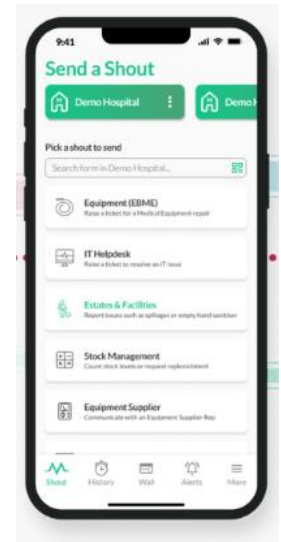 9:41
Send a Shout
Demo Hospital
Demo H
Pick a shout to send
Search form in Demo Hospital...
Equipment (EBME)
Raise a ticket for a Medical Equipment repair
IT Helpdesk
Raise a ticket to resolve an IT issue
Estates & Facilities
Report issues such as spillages or empty hand sanitiser
Stock Management
Count stock levels or request replenishment
Equipment Supplier
Communicate with an Equipment Supplier Rep
Shout History Wall Alerts More